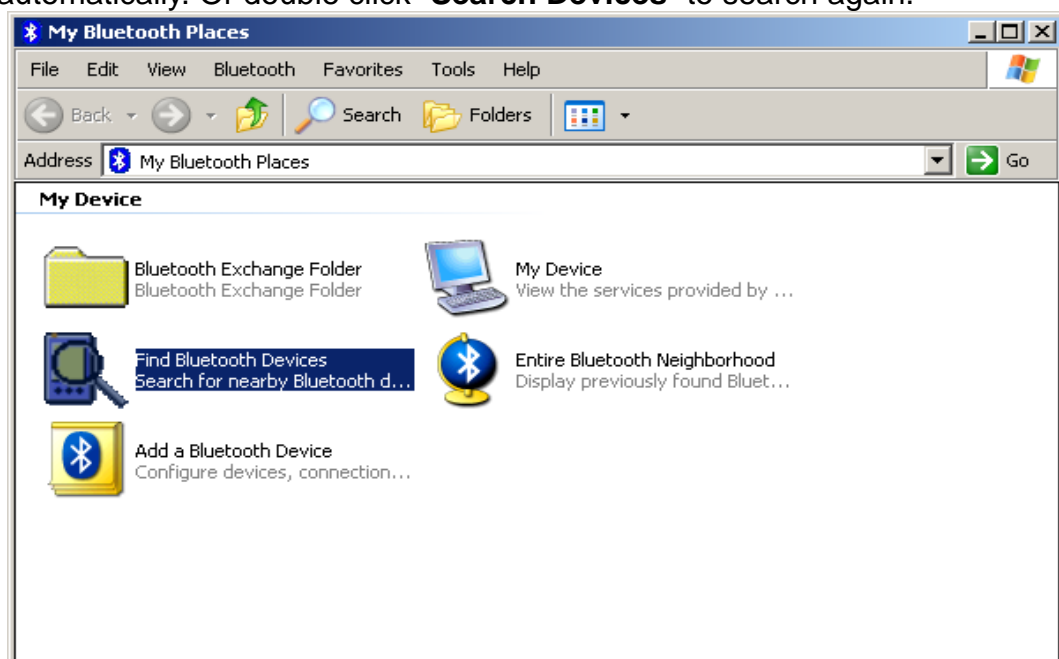 automatically. Or double click "Search Devices" to search again.
My Bluetooth Places
File Edit View Bluetooth Favorites Tools Help
Back Search Folders
Address My Bluetooth Places Go
My Device
Bluetooth Exchange Folder
Bluetooth Exchange Folder
My Device
View the services provided by ...
Find Bluetooth Devices
Search for nearby Bluetooth d...
Entire Bluetooth Neighborhood
Display previously found Bluet...
Add a Bluetooth Device
Configure devices, connection...